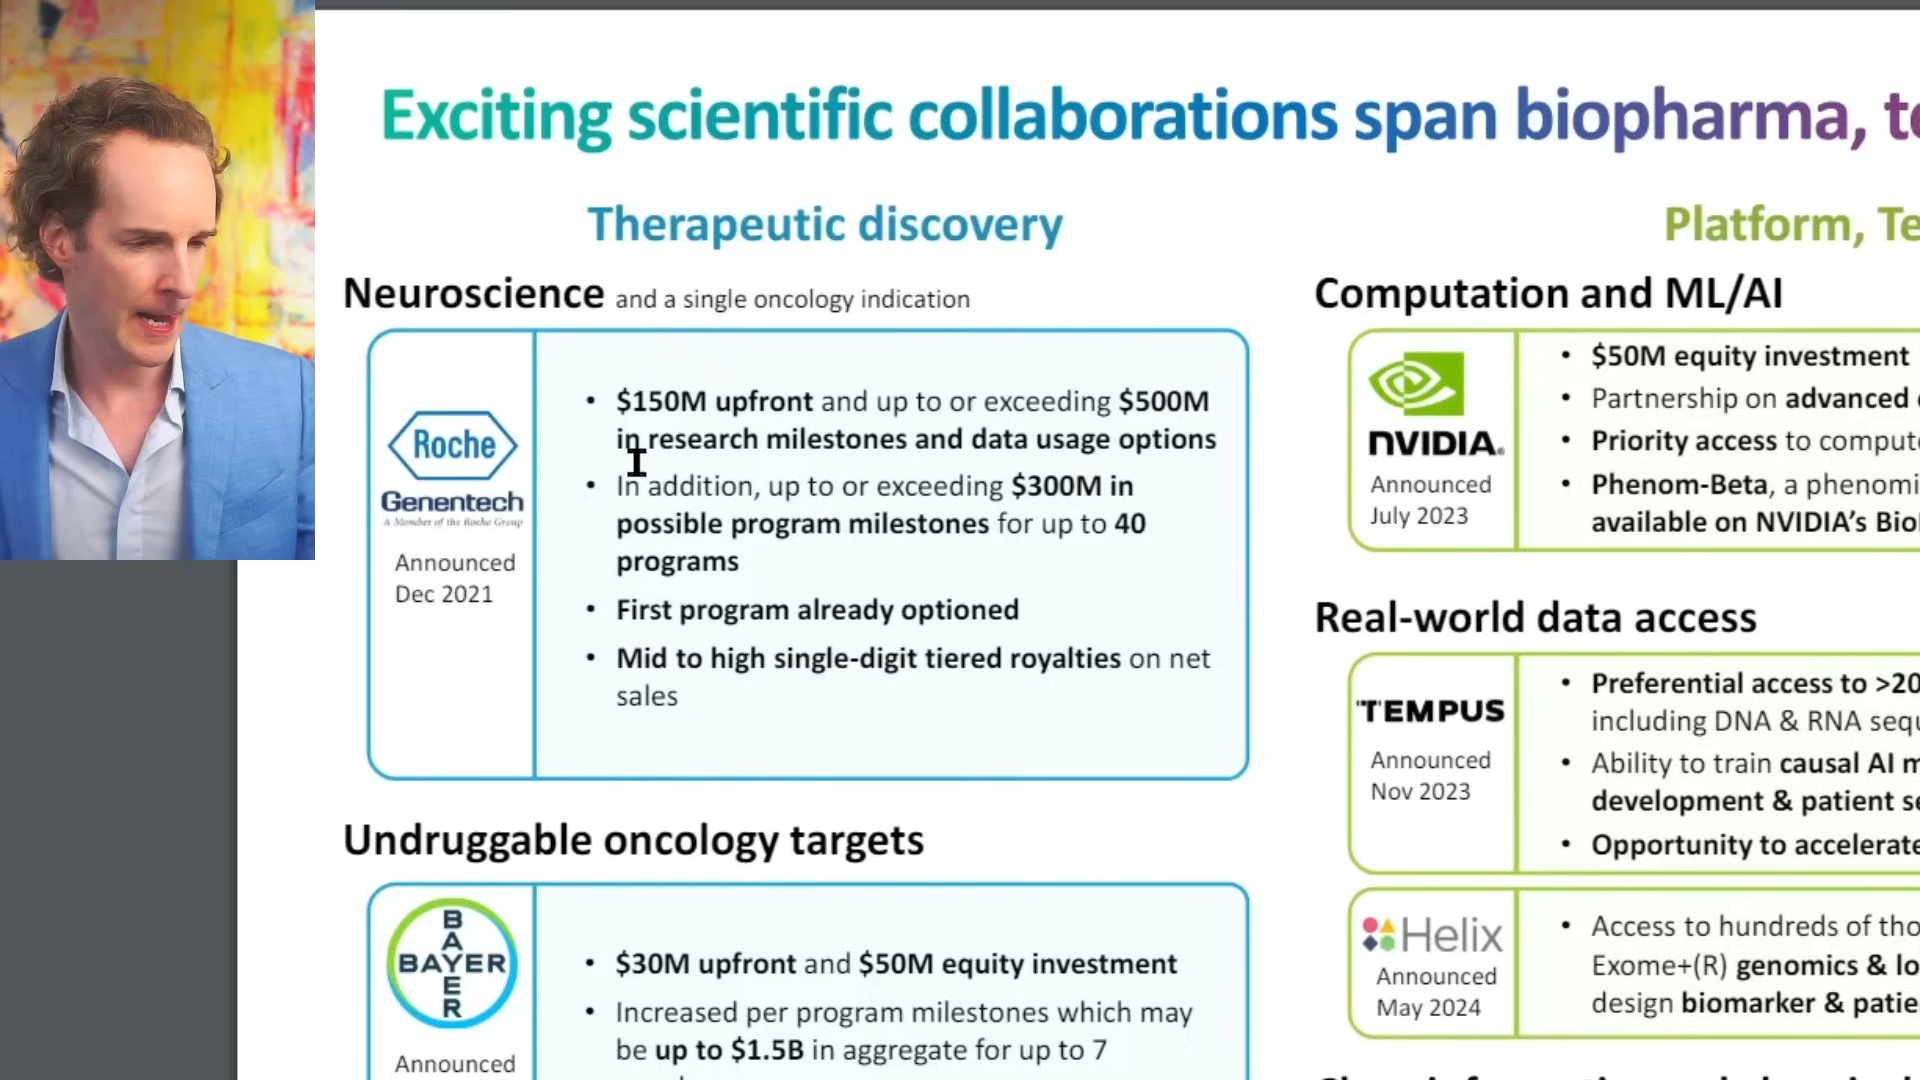 Exciting scientific collaborations span biopharma, te
Therapeutic discovery
Neuroscience and a single oncology indication
Roche
Genentech
A Member of the Roche Group
Announced
Dec 2021
• $150M upfront and up to or exceeding $500M
in research milestones and data usage options
• In addition, up to or exceeding $300M in
possible program milestones for up to 40
programs
• First program already optioned
• Mid to high single-digit tiered royalties on net
sales
Undruggable oncology targets
BAYER
BAYER
Announced
• $30M upfront and $50M equity investment
• Increased per program milestones which may
be up to $1.5B in aggregate for up to 7
Platform, Te
Computation and ML/AI
NVIDIA.
Announced
July 2023
• $50M equity investment
• Partnership on advanced
• Priority access to compute
• Phenom-Beta, a phenomi
available on NVIDIA's Bio
Real-world data access
TEMPUS
Announced
Nov 2023
• Preferential access to >20
including DNA & RNA sequ
• Ability to train causal AI m
development & patient se
• Opportunity to accelerate
Helix
Announced
May 2024
• Access to hundreds of tho
Exome+(R) genomics & lo
design biomarker & patie